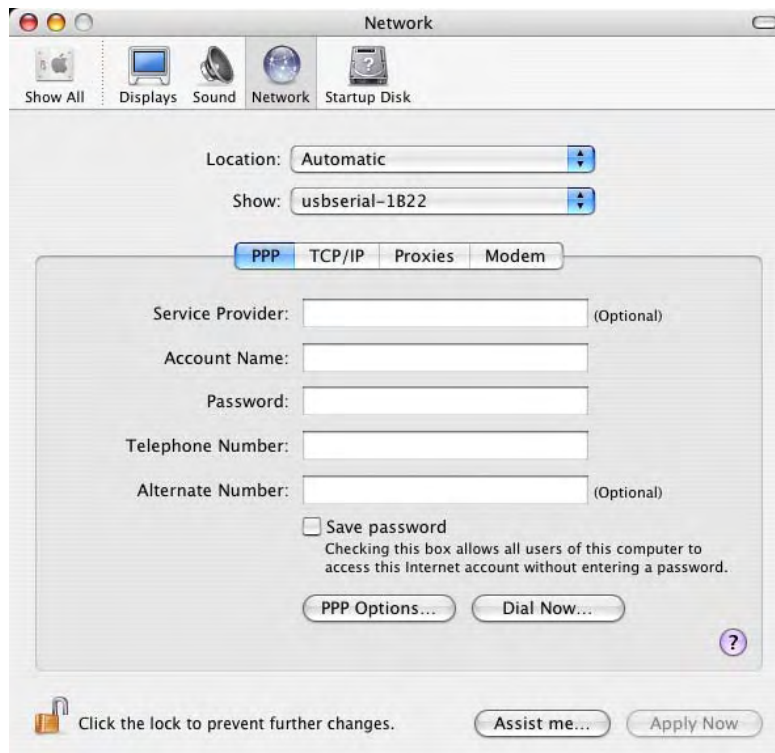 Network
Show All Displays Sound Network Startup Disk
Location: Automatic
Show: usbserial-1B22
PPP TCP/IP Proxies Modem
Service Provider: (Optional)
Account Name:
Password:
Telephone Number:
Alternate Number: (Optional)
Save password
Checking this box allows all users of this computer to
access this Internet account without entering a password.
PPP Options... Dial Now...
?
Click the lock to prevent further changes. Assist me... Apply Now